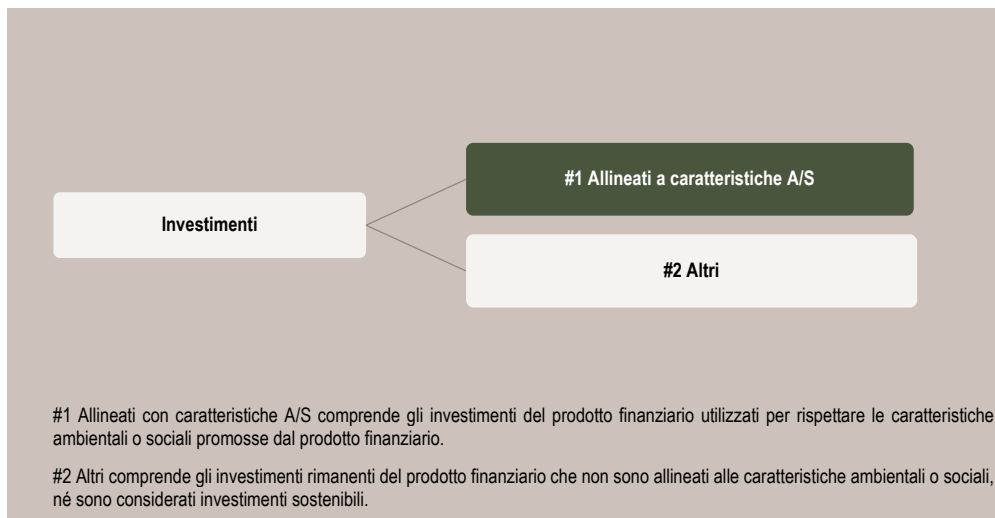 #1 Allineati a caratteristiche A/S
Investimenti
#2 Altri
#1 Allineati con caratteristiche A/S comprende gli investimenti del prodotto finanziario utilizzati per rispettare le caratteristiche
ambientali o sociali promosse dal prodotto finanziario.
#2 Altri comprende gli investimenti rimanenti del prodotto finanziario che non sono allineati alle caratteristiche ambientali o sociali,
né sono considerati investimenti sostenibili.